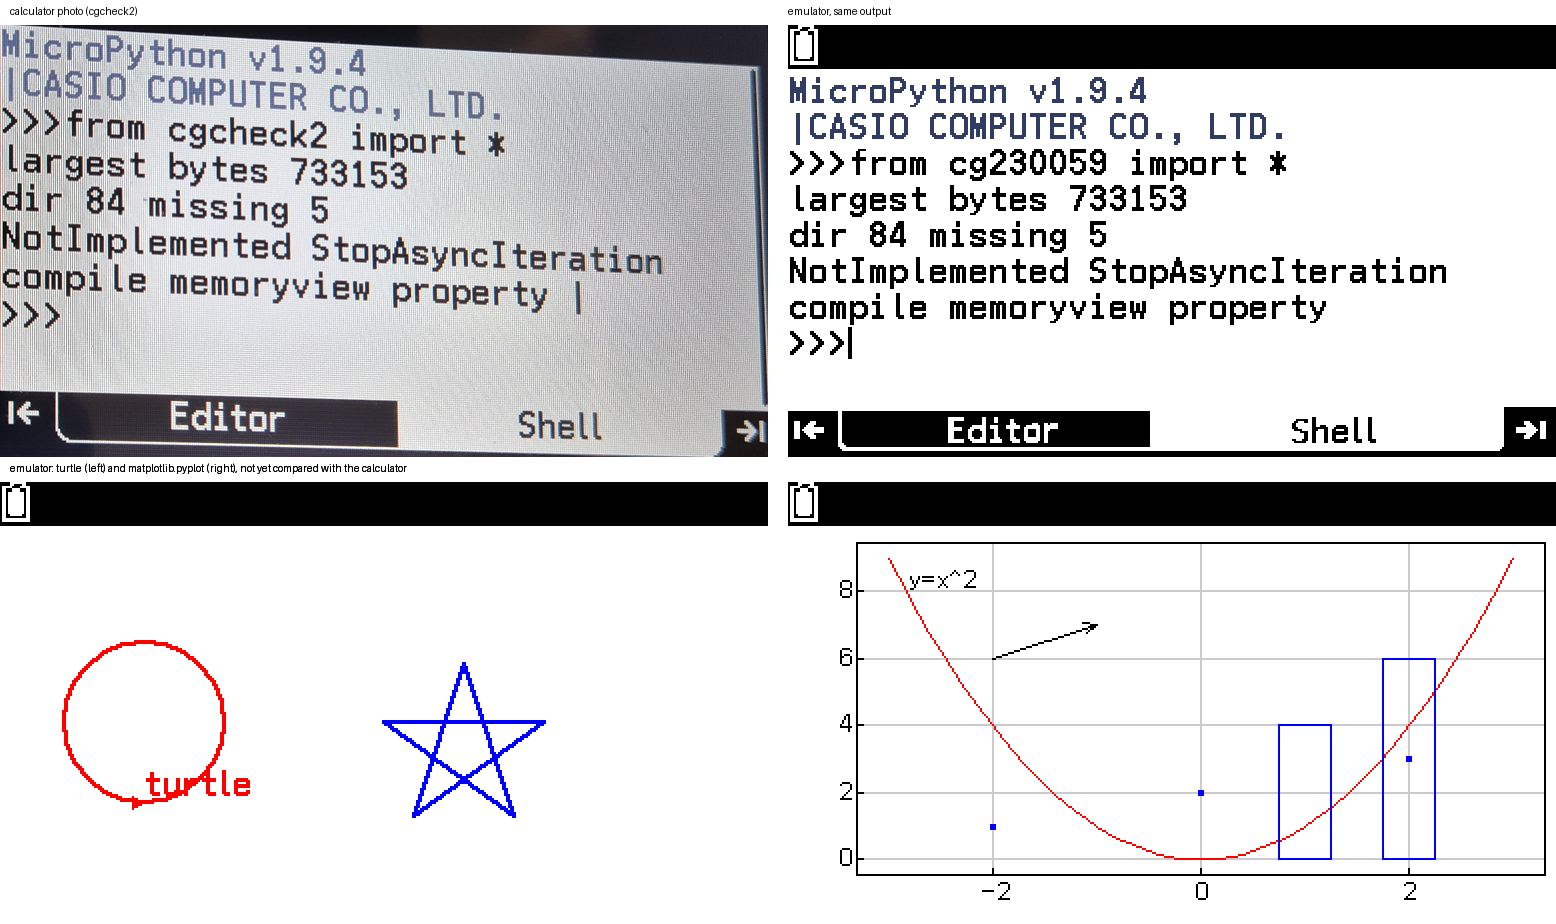 calculator photo (cgcheck2)
MicroPython v1.9.4
|CASIO COMPUTER CO., LTD.
>>>from cgcheck2 import *
largest bytes 733153
dir 84 missing 5
NotImplemented StopAsyncIteration
compile memoryview property |
>>>
Editor
Shell
emulator, same output
MicroPython v1.9.4
|CASIO COMPUTER CO., LTD.
>>>from cg230059 import *
largest bytes 733153
dir 84 missing 5
NotImplemented StopAsyncIteration
compile memoryview property
>>>|
Editor
Shell
emulator: turtle (left) and matplotlib.pyplot (right), not yet compared with the calculator
turtle
y=x^2
8
6
4
2
0
−2 0 2